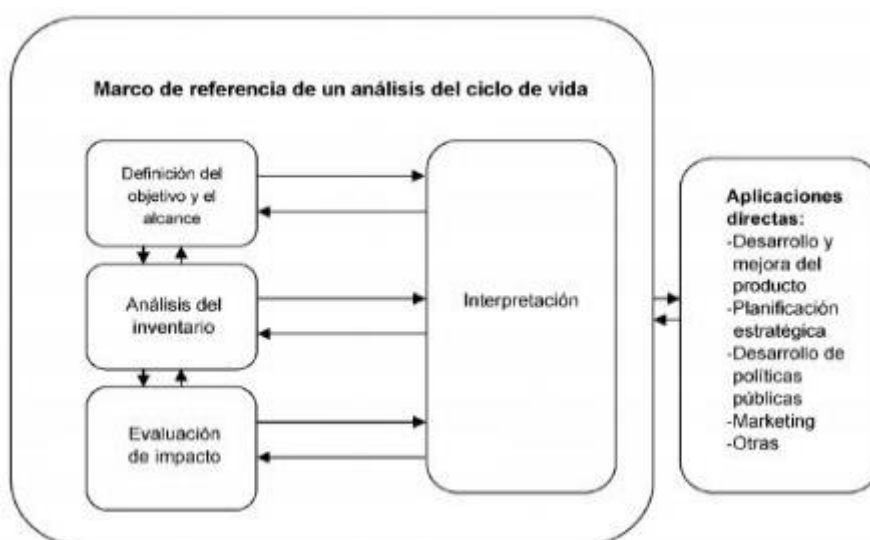 Marco de referencia de un análisis del ciclo de vida
Definición del
objetivo y el
alcance
Análisis del
inventario
Evaluación
de impacto
Interpretación
Aplicaciones
directas:
-Desarrollo y
mejora del
producto
-Planificación
estratégica
-Desarrollo de
políticas
públicas
-Marketing
-Otras